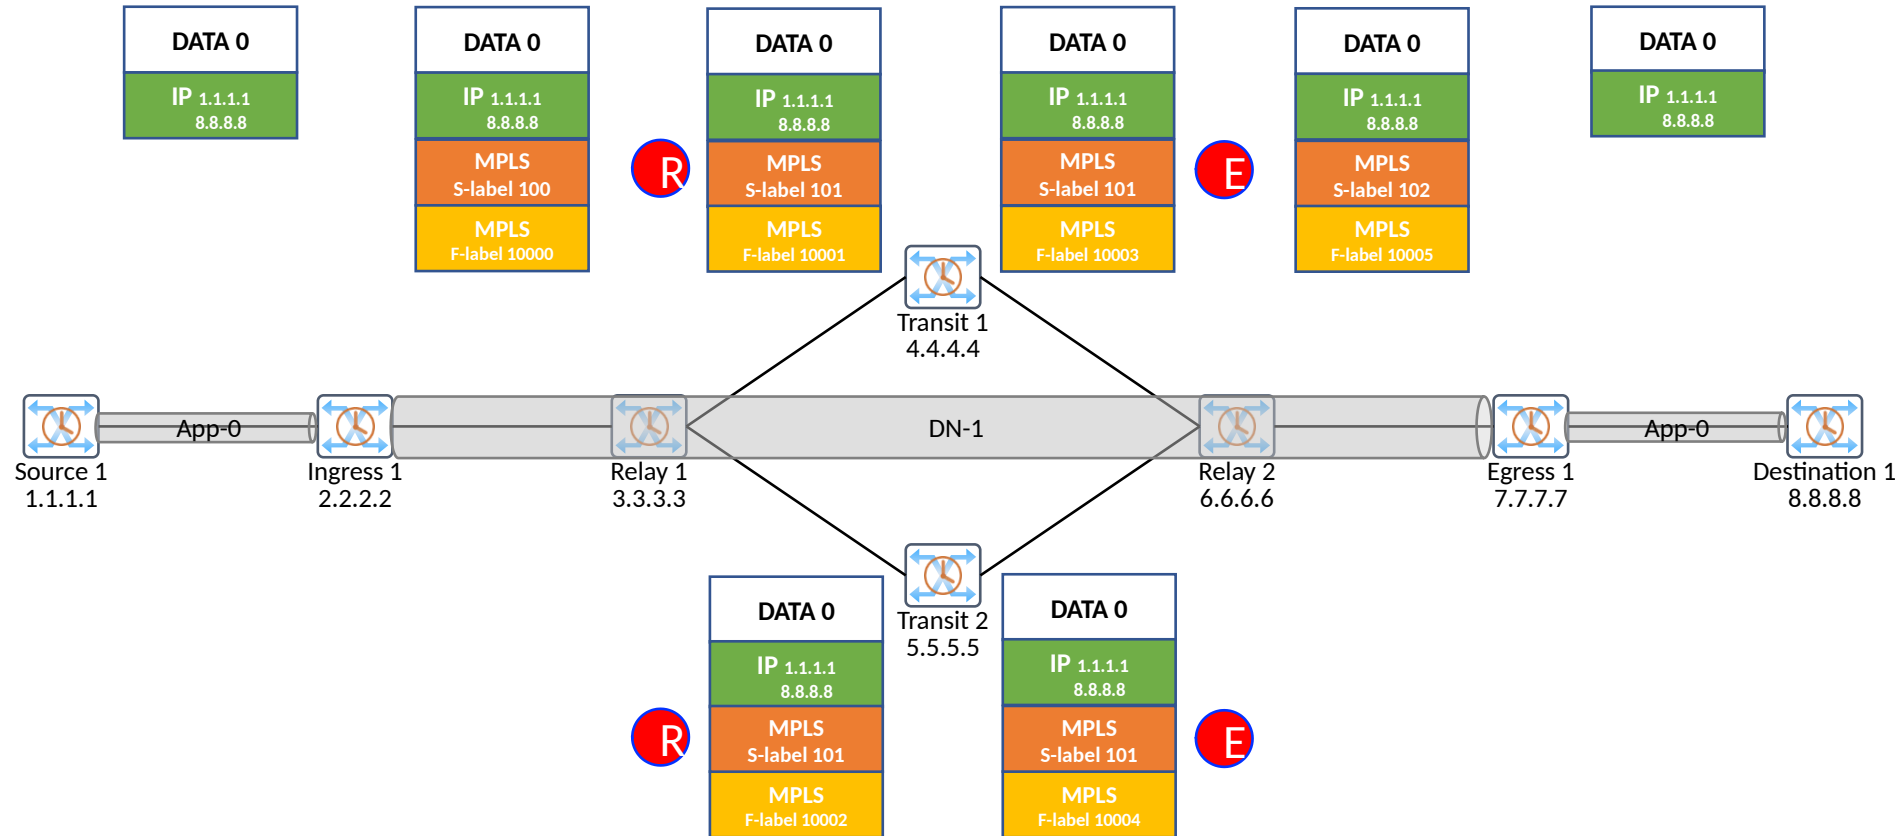 DATA 0
IP 1.1.1.1
8.8.8.8
DATA 0
IP 1.1.1.1
8.8.8.8
MPLS
S-label 100
MPLS
F-label 10000
R
DATA 0
IP 1.1.1.1
8.8.8.8
MPLS
S-label 101
MPLS
F-label 10001
DATA 0
IP 1.1.1.1
8.8.8.8
MPLS
S-label 101
MPLS
F-label 10003
E
DATA 0
IP 1.1.1.1
8.8.8.8
MPLS
S-label 102
MPLS
F-label 10005
DATA 0
IP 1.1.1.1
8.8.8.8
Transit 1
4.4.4.4
App-0
DN-1
App-0
Source 1
1.1.1.1
Ingress 1
2.2.2.2
Relay 1
3.3.3.3
Relay 2
6.6.6.6
Egress 1
7.7.7.7
Destination 1
8.8.8.8
Transit 2
5.5.5.5
R
DATA 0
IP 1.1.1.1
8.8.8.8
MPLS
S-label 101
MPLS
F-label 10002
DATA 0
IP 1.1.1.1
8.8.8.8
MPLS
S-label 101
MPLS
F-label 10004
E